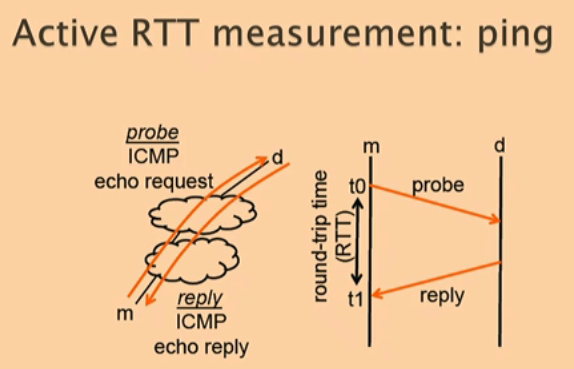 Active RTT measurement: ping
probe
ICMP
echo request
d
m
reply
ICMP
echo reply
m
d
round-trip time
(RTT)
t0
probe
t1
reply